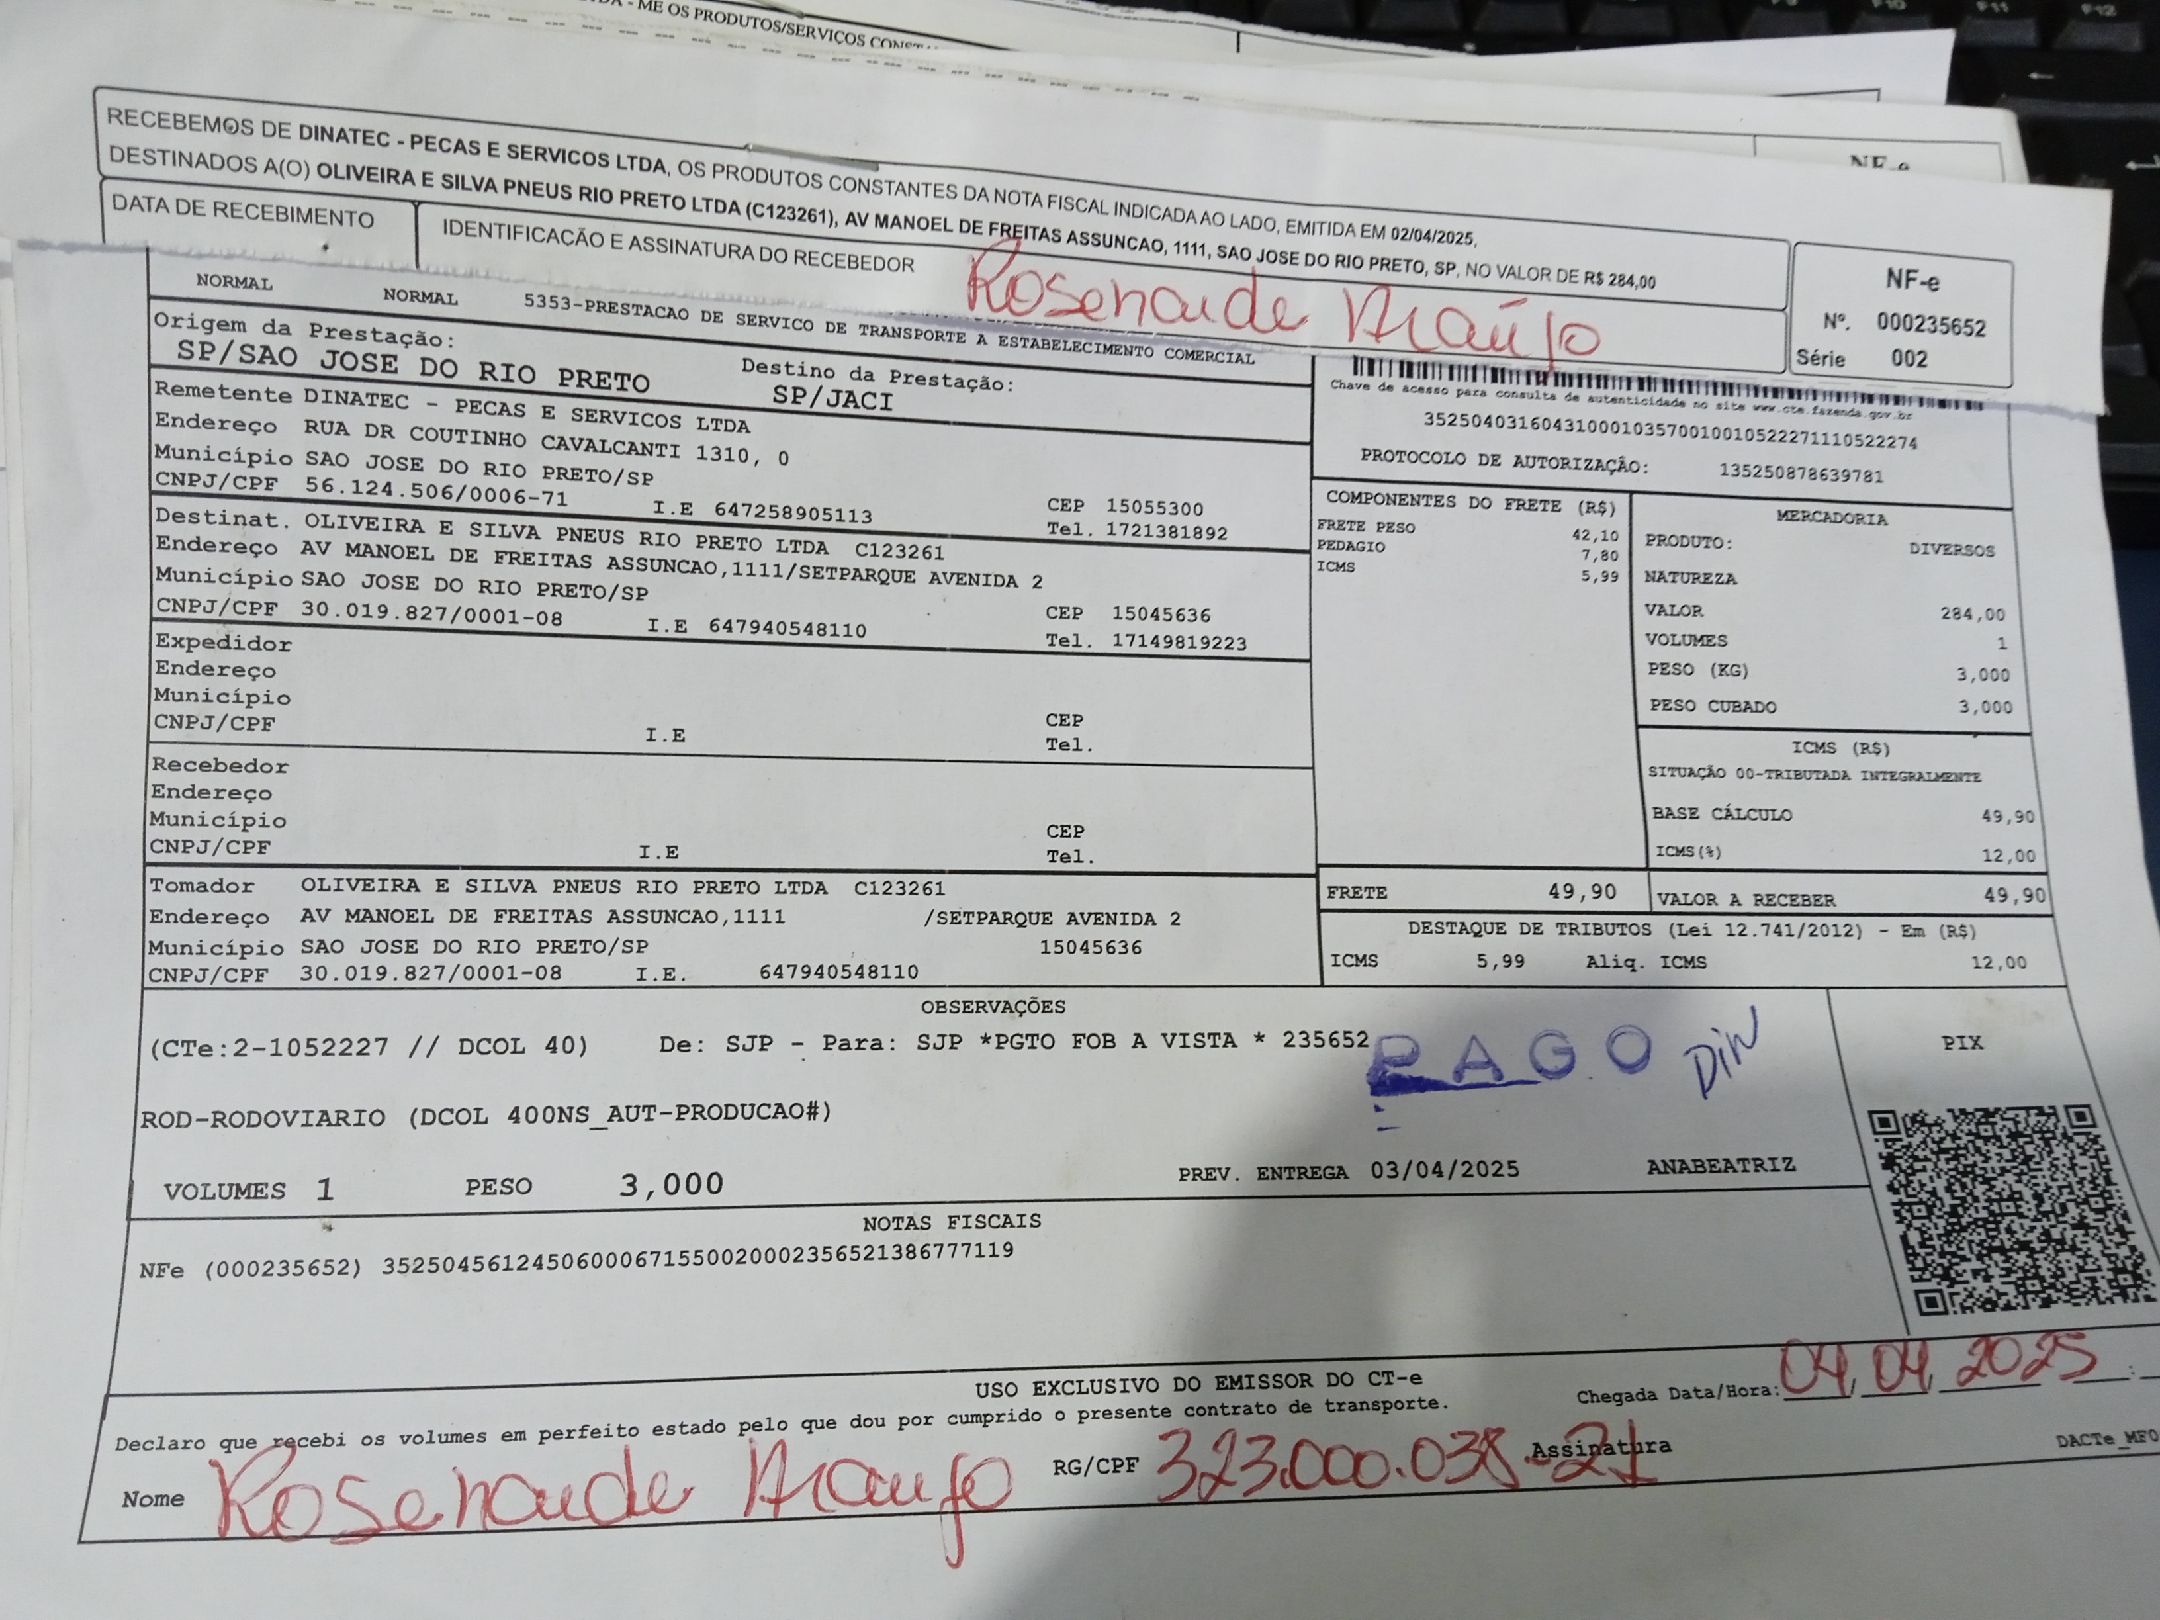 - ME OS PRODUTOS/SERVIÇOS
NF-e
RECEBEMOS DE DINATEC - PECAS E SERVICOS LTDA, OS PRODUTOS CONSTANTES DA NOTA FISCAL INDICADA AO LADO, EMITIDA EM 02/04/2025,
DESTINADOS A(O) OLIVEIRA E SILVA PNEUS RIO PRETO LTDA (C123261), AV MANOEL DE FREITAS ASSUNCAO, 1111, SAO JOSE DO RIO PRETO, SP, NO VALOR DE R$ 284,00
DATA DE RECEBIMENTO
IDENTIFICAÇÃO E ASSINATURA DO RECEBEDOR
Rosenaide Araújo
NF-e
Nº. 000235652
Série 002
NORMAL NORMAL 5353-PRESTACAO DE SERVICO DE TRANSPORTE A ESTABELECIMENTO COMERCIAL
Origem da Prestação:
SP/SAO JOSE DO RIO PRETO
Destino da Prestação:
SP/JACI
Remetente DINATEC - PECAS E SERVICOS LTDA
Endereço RUA DR COUTINHO CAVALCANTI 1310, 0
Município SAO JOSE DO RIO PRETO/SP
CEP 15055300
CNPJ/CPF 56.124.506/0006-71 I.E 647258905113
Tel. 1721381892
Destinat. OLIVEIRA E SILVA PNEUS RIO PRETO LTDA C123261
Endereço AV MANOEL DE FREITAS ASSUNCAO,1111/SETPARQUE AVENIDA 2
Município SAO JOSE DO RIO PRETO/SP
CEP 15045636
CNPJ/CPF 30.019.827/0001-08 I.E 647940548110
Tel. 17149819223
Expedidor
Endereço
Município
CEP
CNPJ/CPF I.E
Tel.
Recebedor
Endereço
Município
CEP
CNPJ/CPF I.E
Tel.
Tomador OLIVEIRA E SILVA PNEUS RIO PRETO LTDA C123261
Endereço AV MANOEL DE FREITAS ASSUNCAO,1111 /SETPARQUE AVENIDA 2
Município SAO JOSE DO RIO PRETO/SP 15045636
CNPJ/CPF 30.019.827/0001-08 I.E. 647940548110
Chave de acesso para consulta de autenticidade no site www.cte.fazenda.gov.br
35250403160431000103570010010522271110522274
PROTOCOLO DE AUTORIZAÇÃO: 135250878639781
COMPONENTES DO FRETE (R$)
FRETE PESO 42,10
PEDAGIO 7,80
ICMS 5,99
MERCADORIA
PRODUTO: DIVERSOS
NATUREZA
VALOR 284,00
VOLUMES 1
PESO (KG) 3,000
PESO CUBADO 3,000
ICMS (R$)
SITUAÇÃO 00-TRIBUTADA INTEGRALMENTE
BASE CÁLCULO 49,90
ICMS(%) 12,00
FRETE 49,90
VALOR A RECEBER 49,90
DESTAQUE DE TRIBUTOS (Lei 12.741/2012) - Em (R$)
ICMS 5,99 Aliq. ICMS 12,00
OBSERVAÇÕES
(CTe:2-1052227 // DCOL 40) De: SJP - Para: SJP *PGTO FOB A VISTA * 235652
PAGO
Din
PIX
ROD-RODOVIARIO (DCOL 400NS_AUT-PRODUCAO#)
VOLUMES 1 PESO 3,000 PREV. ENTREGA 03/04/2025 ANABEATRIZ
NOTAS FISCAIS
NFe (000235652) 35250456124506000671550020002356521386777119
USO EXCLUSIVO DO EMISSOR DO CT-e
Declaro que recebi os volumes em perfeito estado pelo que dou por cumprido o presente contrato de transporte.
Chegada Data/Hora: 04/04/2025 :
Nome Rosenaide Araujo RG/CPF 323.000.038-21 Assinatura
DACTe_MF0